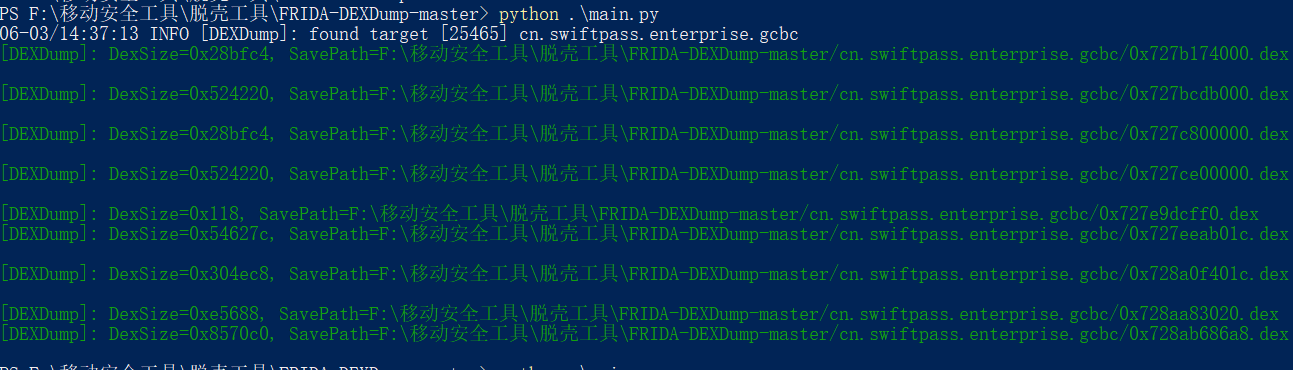 PS F:\移动安全工具\脱壳工具\FRIDA-DEXDump-master> python .\main.py
06-03/14:37:13 INFO [DEXDump]: found target [25465] cn.swiftpass.enterprise.gcbc
[DEXDump]: DexSize=0x28bfc4, SavePath=F:\移动安全工具\脱壳工具\FRIDA-DEXDump-master/cn.swiftpass.enterprise.gcbc/0x727b174000.dex
[DEXDump]: DexSize=0x524220, SavePath=F:\移动安全工具\脱壳工具\FRIDA-DEXDump-master/cn.swiftpass.enterprise.gcbc/0x727bcdb000.dex
[DEXDump]: DexSize=0x28bfc4, SavePath=F:\移动安全工具\脱壳工具\FRIDA-DEXDump-master/cn.swiftpass.enterprise.gcbc/0x727c800000.dex
[DEXDump]: DexSize=0x524220, SavePath=F:\移动安全工具\脱壳工具\FRIDA-DEXDump-master/cn.swiftpass.enterprise.gcbc/0x727ce00000.dex
[DEXDump]: DexSize=0x118, SavePath=F:\移动安全工具\脱壳工具\FRIDA-DEXDump-master/cn.swiftpass.enterprise.gcbc/0x727e9dcff0.dex
[DEXDump]: DexSize=0x54627c, SavePath=F:\移动安全工具\脱壳工具\FRIDA-DEXDump-master/cn.swiftpass.enterprise.gcbc/0x727eeab01c.dex
[DEXDump]: DexSize=0x304ec8, SavePath=F:\移动安全工具\脱壳工具\FRIDA-DEXDump-master/cn.swiftpass.enterprise.gcbc/0x728a0f401c.dex
[DEXDump]: DexSize=0xe5688, SavePath=F:\移动安全工具\脱壳工具\FRIDA-DEXDump-master/cn.swiftpass.enterprise.gcbc/0x728aa83020.dex
[DEXDump]: DexSize=0x8570c0, SavePath=F:\移动安全工具\脱壳工具\FRIDA-DEXDump-master/cn.swiftpass.enterprise.gcbc/0x728ab686a8.dex